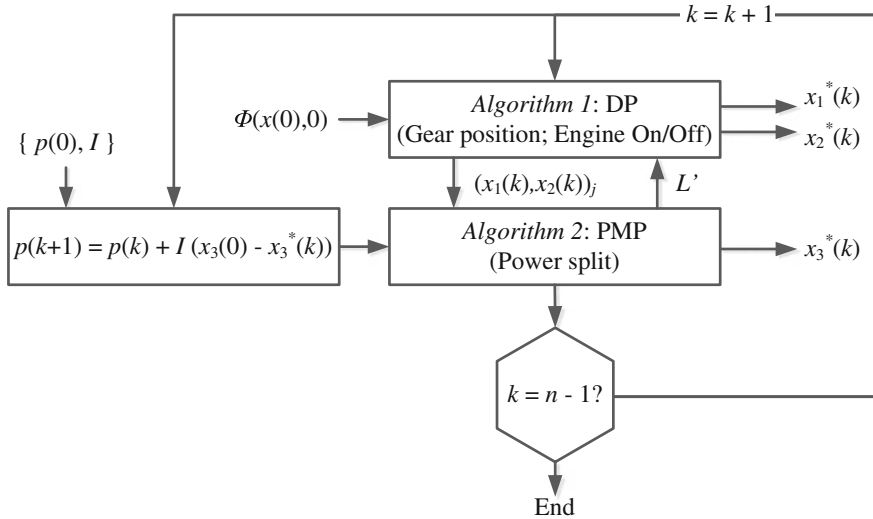 k = k + 1
Φ(x(0),0)
Algorithm 1: DP
(Gear position; Engine On/Off)
x₁*(k)
x₂*(k)
{ p(0), I }
(x₁(k),x₂(k))ⱼ
L’
p(k+1) = p(k) + I (x₃(0) - x₃*(k))
Algorithm 2: PMP
(Power split)
x₃*(k)
k = n - 1?
End